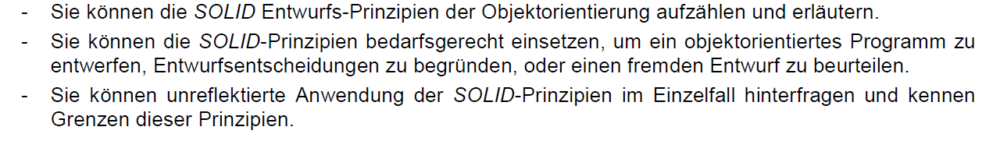 - Sie können die SOLID Entwurfs-Prinzipien der Objektorientierung aufzählen und erläutern.
- Sie können die SOLID-Prinzipien bedarfsgerecht einsetzen, um ein objektorientiertes Programm zu
entwerfen, Entwurfsentscheidungen zu begründen, oder einen fremden Entwurf zu beurteilen.
- Sie können unreflektierte Anwendung der SOLID-Prinzipien im Einzelfall hinterfragen und kennen
Grenzen dieser Prinzipien.